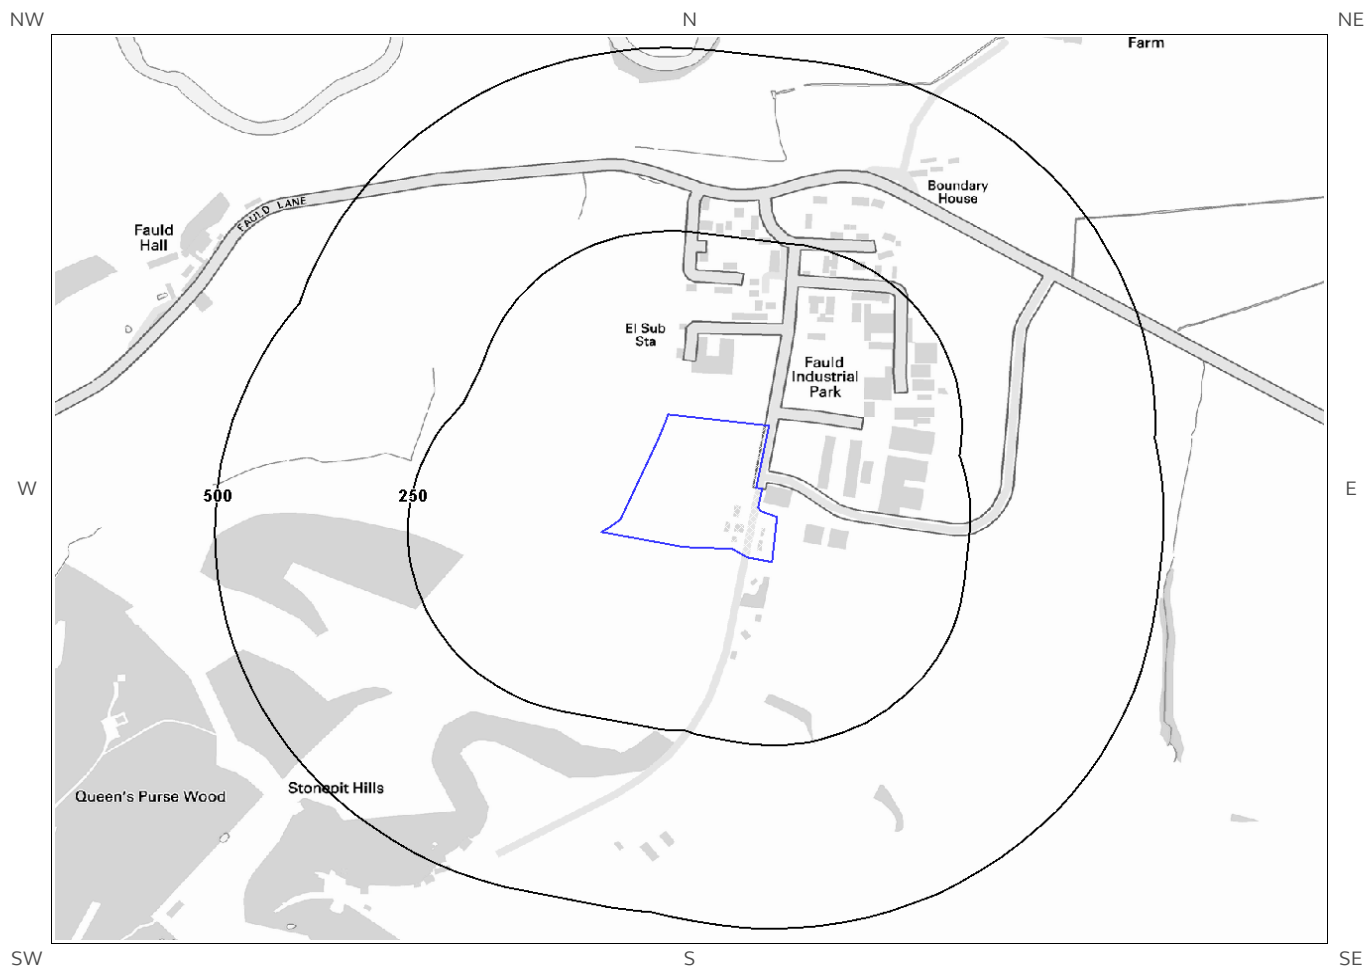 NW
N
NE
Farm
Boundary
House
FAULD LANE
Fauld
Hall
El Sub
Sta
Fauld
Industrial
Park
W
500
250
E
Queen's Purse Wood
Stonepit Hills
SW
S
SE